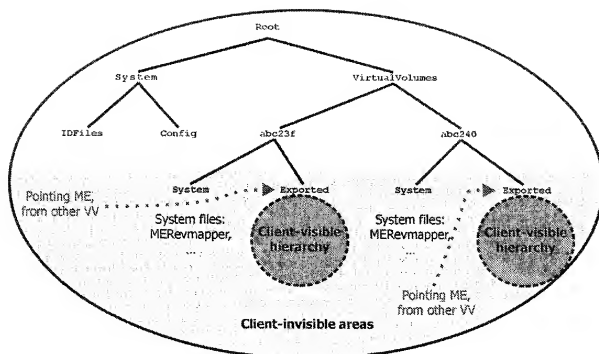 Root
System VirtualVolumes
IDFiles Config abc23f abc240
System Exported System Exported
Pointing ME,
from other VV
System files:
MERevmapper,
...
Client-visible
hierarchy
System files:
MERevmapper,
...
Client-visible
hierarchy
Pointing ME,
from other VV
Client-invisible areas